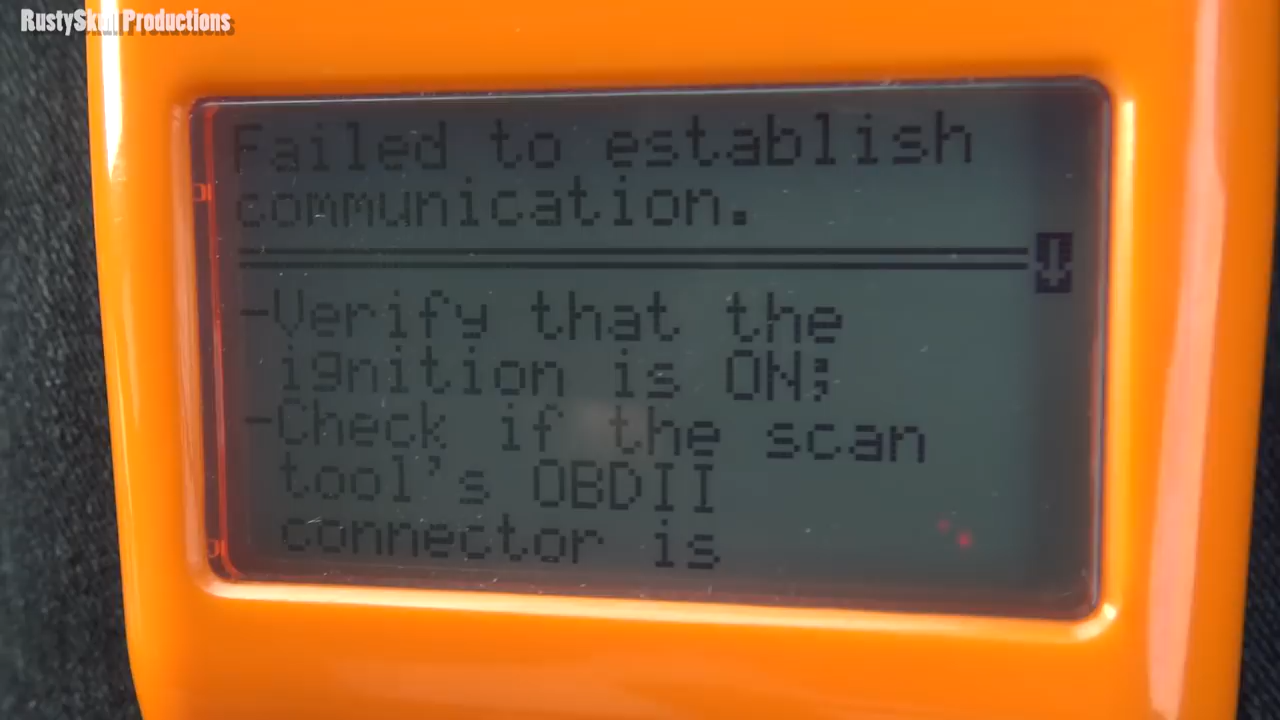 RustySkull Productions
Failed to establish
communication.
-Verify that the
ignition is ON;
-Check if the scan
tool's OBDII
connector is